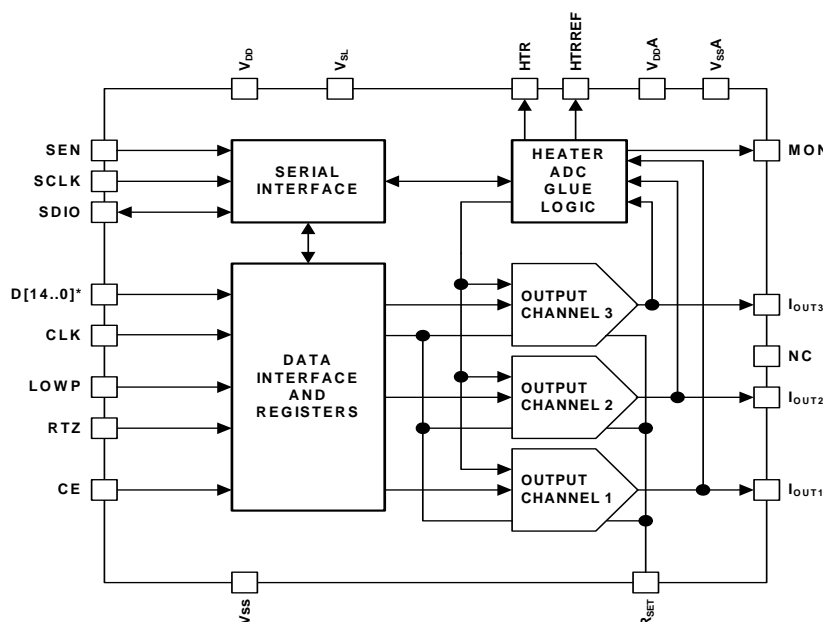 VDD
VSL
HTR
HTRREF
VDDA
VSSA
SEN
SCLK
SDIO
SERIAL
INTERFACE
HEATER
ADC
GLUE
LOGIC
MON
D[14..0]*
CLK
LOWP
RTZ
CE
DATA
INTERFACE
AND
REGISTERS
OUTPUT
CHANNEL 3
OUTPUT
CHANNEL 2
OUTPUT
CHANNEL 1
IOUT3
NC
IOUT2
IOUT1
Vss
RSET